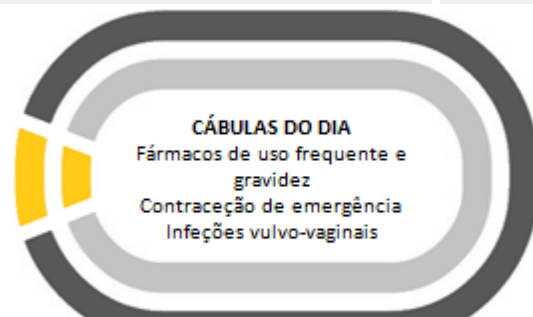 CÁBULAS DO DIA
Fármacos de uso frequente e
gravidez
Contraceção de emergência
Infeções vulvo-vaginais